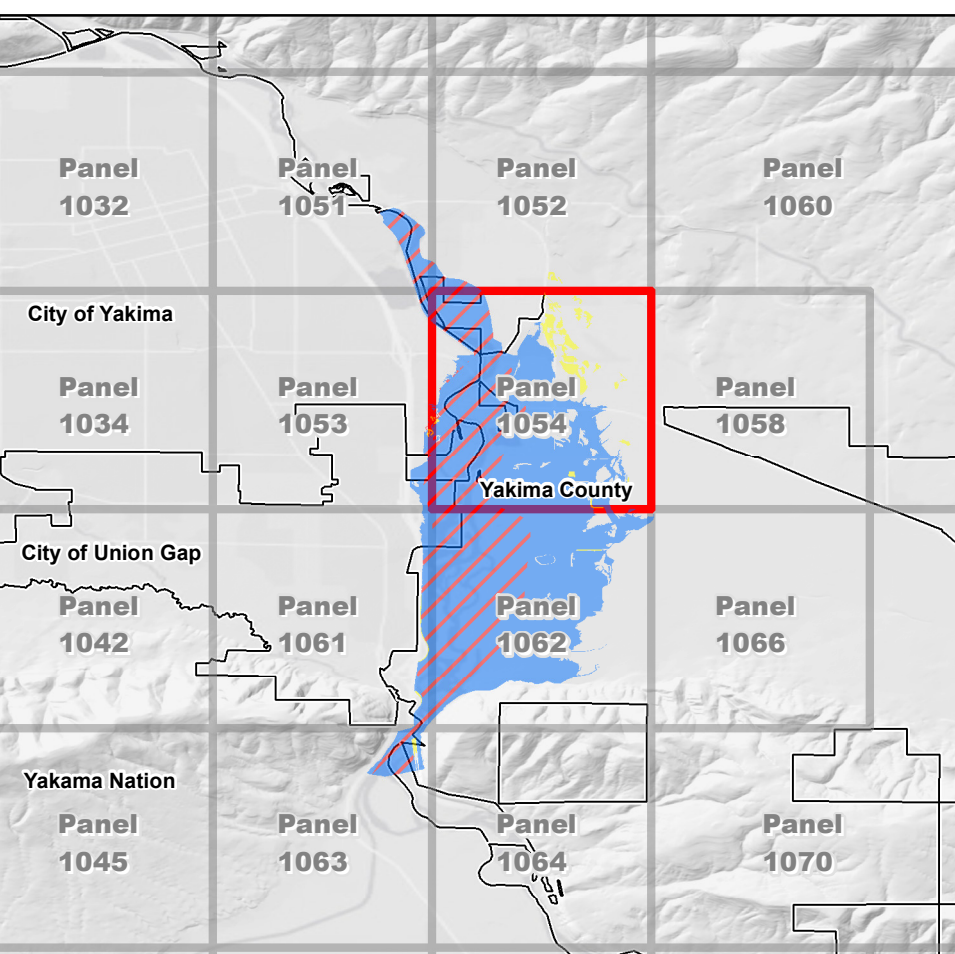 Panel
1032
Panel
1051
Panel
1052
Panel
1060
City of Yakima
Panel
1034
Panel
1053
Panel
1054
Panel
1058
Yakima County
City of Union Gap
Panel
1042
Panel
1061
Panel
1062
Panel
1066
Yakama Nation
Panel
1045
Panel
1063
Panel
1064
Panel
1070